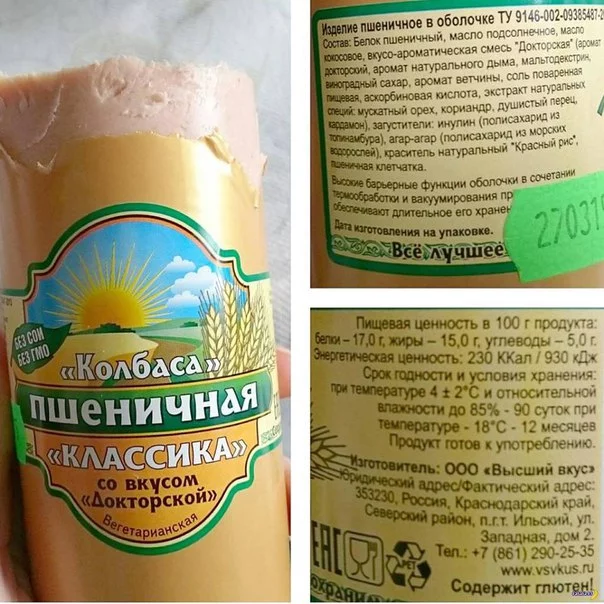 БЕЗ СОИ
БЕЗ ГМО
«Колбаса»
пшеничная
«КЛАССИКА»
со вкусом
«Докторской»
Вегетарианская
Изделие пшеничное в оболочке ТУ 9146-002-09385487-
Состав: Белок пшеничный, масло подсолнечное, масло
кокосовое, вкусо-ароматическая смесь "Докторская" (аромат
докторский, аромат натурального дыма, мальтодекстрин,
виноградный сахар, аромат ветчины, соль поваренная
пищевая, аскорбиновая кислота, экстракт натуральных
специй: мускатный орех, кориандр, душистый перец,
кардамон), загустители: инулин (полисахарид из
топинамбура), агар-агар (полисахарид из морских
водорослей), краситель натуральный "Красный рис",
пшеничная клетчатка.
Высокие барьерные функции оболочки в сочетании
термообработки и вакуумирования
обеспечивают длительное его
Дата изготовления на упаковке.
Всё лучшее
270319
Пищевая ценность в 100 г продукта:
белки – 17,0 г, жиры – 15,0 г, углеводы – 5,0 г.
Энергетическая ценность: 230 ККал / 930 кДж
Срок годности и условия хранения:
при температуре 4 ± 2°С и относительной
влажности до 85% - 90 суток при
температуре - 18°С - 12 месяцев
Продукт готов к употреблению.
Изготовитель: ООО «Высший вкус»
Юридический адрес/Фактический адрес:
353230, Россия, Краснодарский край,
Северский район, п.г.т. Ильский, ул.
Западная, дом 2.
Тел.: +7 (861) 290-25-35
www.vsvkus.ru
Содержит глютен!
EAC
PET